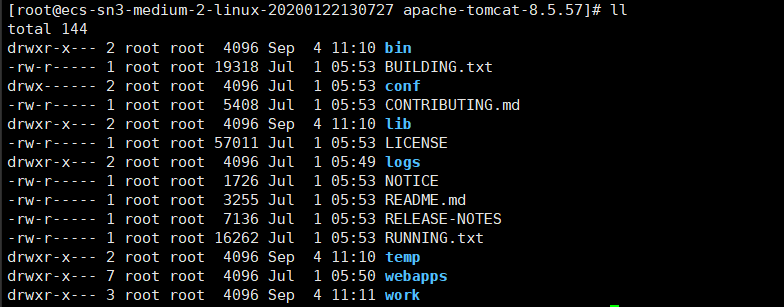 [root@ecs-sn3-medium-2-linux-20200122130727 apache-tomcat-8.5.57]# ll
total 144
drwxr-x--- 2 root root  4096 Sep  4 11:10 bin
-rw-r----- 1 root root 19318 Jul  1 05:53 BUILDING.txt
drwx------ 2 root root  4096 Jul  1 05:53 conf
-rw-r----- 1 root root  5408 Jul  1 05:53 CONTRIBUTING.md
drwxr-x--- 2 root root  4096 Sep  4 11:10 lib
-rw-r----- 1 root root 57011 Jul  1 05:53 LICENSE
drwxr-x--- 2 root root  4096 Jul  1 05:49 logs
-rw-r----- 1 root root  1726 Jul  1 05:53 NOTICE
-rw-r----- 1 root root  3255 Jul  1 05:53 README.md
-rw-r----- 1 root root  7136 Jul  1 05:53 RELEASE-NOTES
-rw-r----- 1 root root 16262 Jul  1 05:53 RUNNING.txt
drwxr-x--- 2 root root  4096 Sep  4 11:10 temp
drwxr-x--- 7 root root  4096 Jul  1 05:50 webapps
drwxr-x--- 3 root root  4096 Sep  4 11:11 work